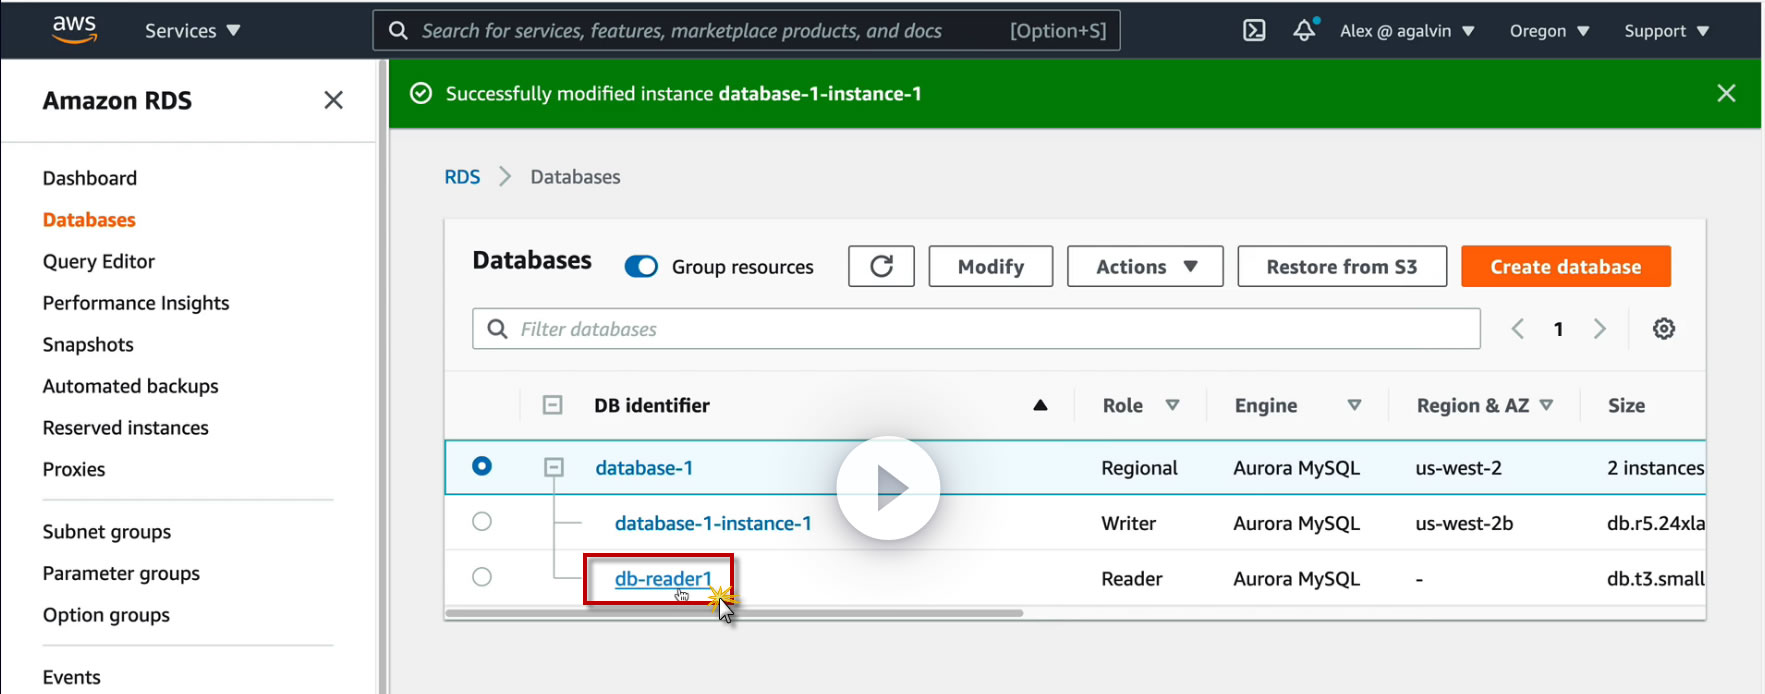 aws Services Search for services, features, marketplace products, and docs [Option+S] Alex @ agalvin Oregon Support
Amazon RDS
Successfully modified instance database-1-instance-1
Dashboard
Databases
Query Editor
Performance Insights
Snapshots
Automated backups
Reserved instances
Proxies
Subnet groups
Parameter groups
Option groups
Events
RDS > Databases
Databases Group resources Modify Actions Restore from S3 Create database
Filter databases 1
DB identifier Role Engine Region & AZ Size
database-1 Regional Aurora MySQL us-west-2 2 instances
database-1-instance-1 Writer Aurora MySQL us-west-2b db.r5.24xla
db-reader1 Reader Aurora MySQL - db.t3.small